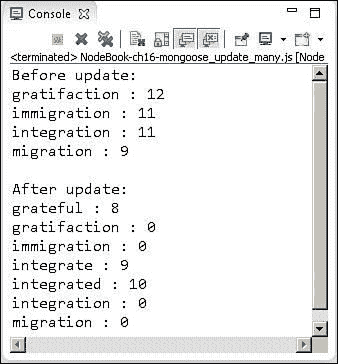 Console
<terminated> NodeBook-ch16-mongoose_update_many.js [Node
Before update:
gratifaction : 12
immigration : 11
integration : 11
migration : 9
After update:
grateful : 8
gratifaction : 0
immigration : 0
integrate : 9
integrated : 10
integration : 0
migration : 0